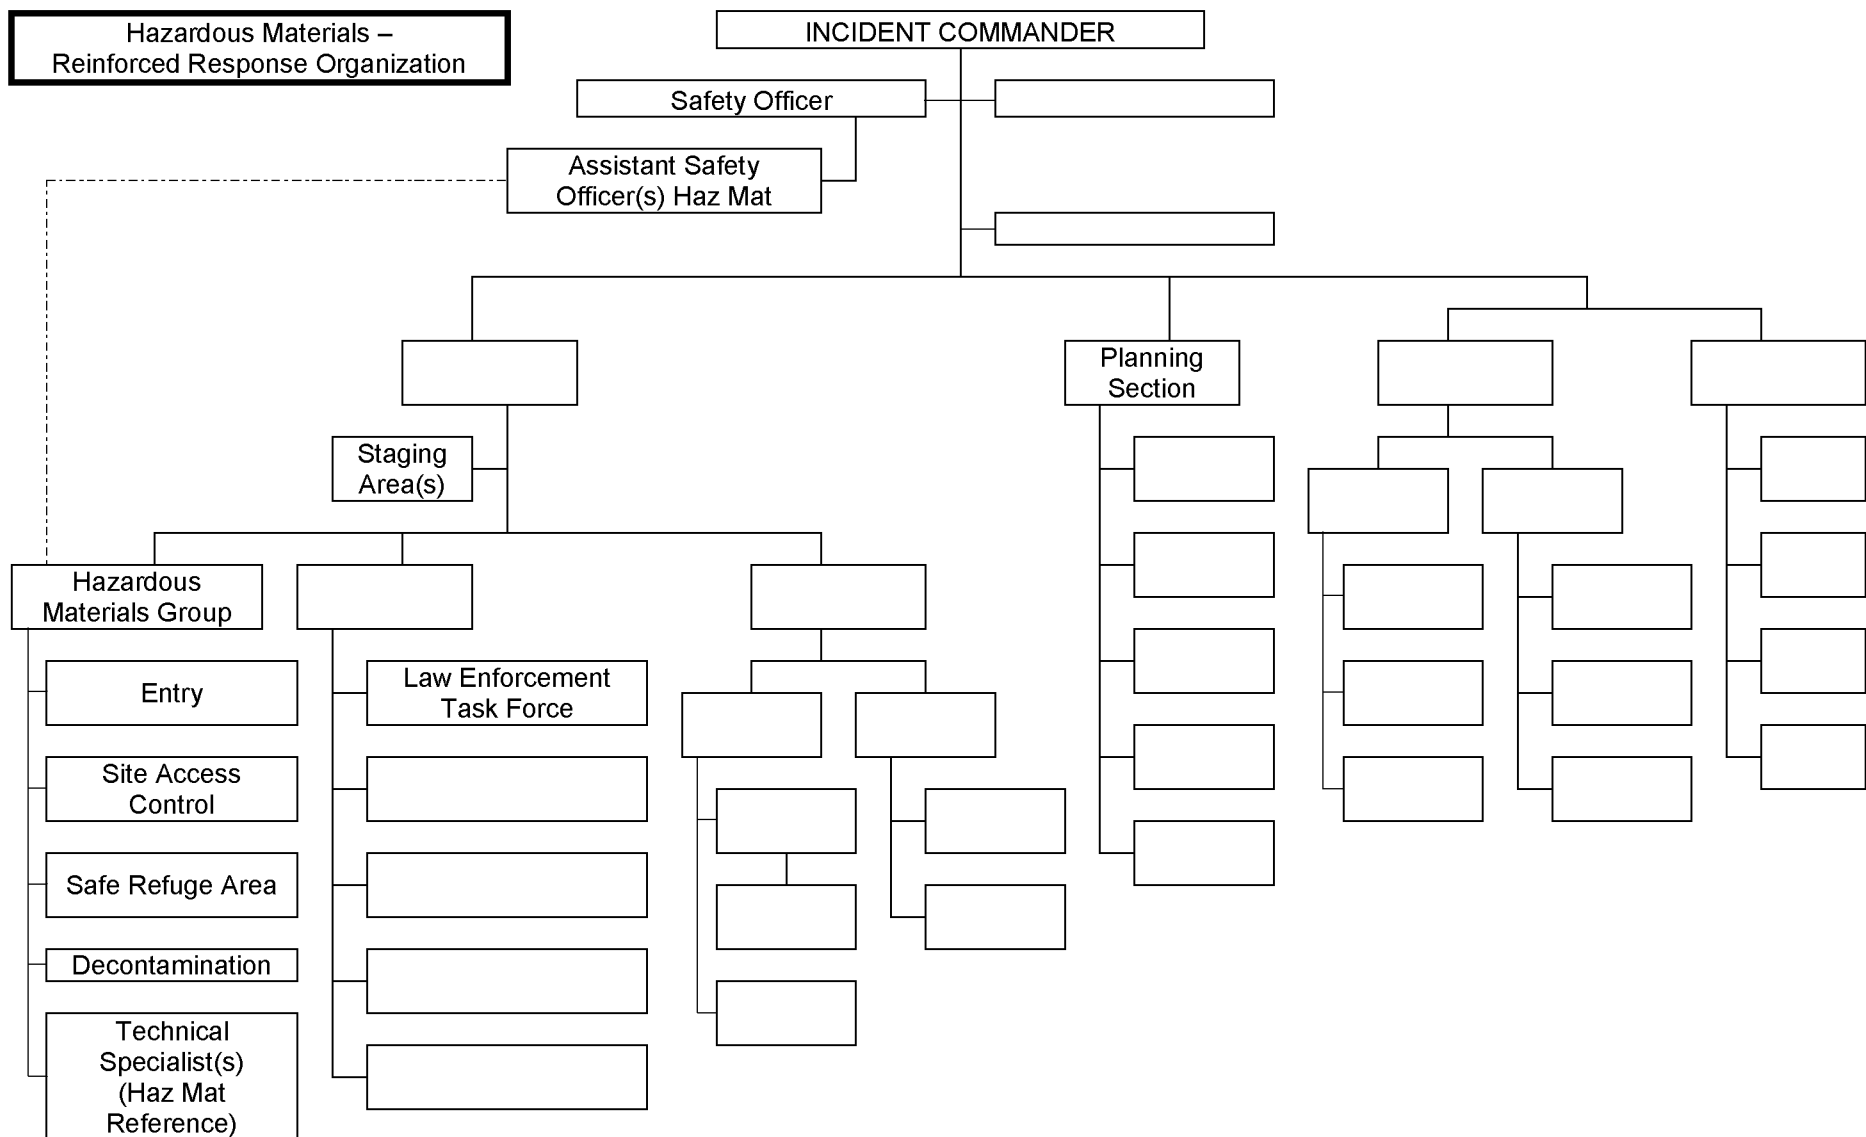 Hazardous Materials –
Reinforced Response Organization
INCIDENT COMMANDER
Safety Officer
Assistant Safety
Officer(s) Haz Mat
Planning
Section
Staging
Area(s)
Hazardous
Materials Group
Entry
Law Enforcement
Task Force
Site Access
Control
Safe Refuge Area
Decontamination
Technical
Specialist(s)
(Haz Mat
Reference)